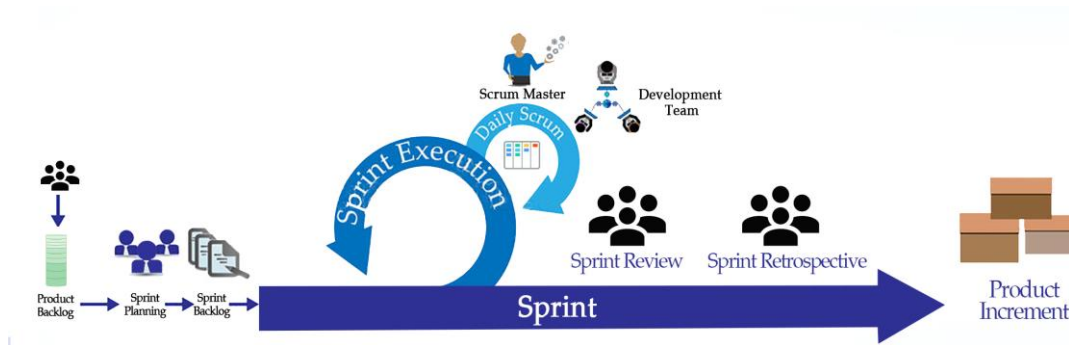 Scrum Master
Development
Team
Daily Scrum
Sprint Execution
Sprint Review
Sprint Retrospective
Product
Backlog
Sprint
Planning
Sprint
Backlog
Sprint
Product
Increment